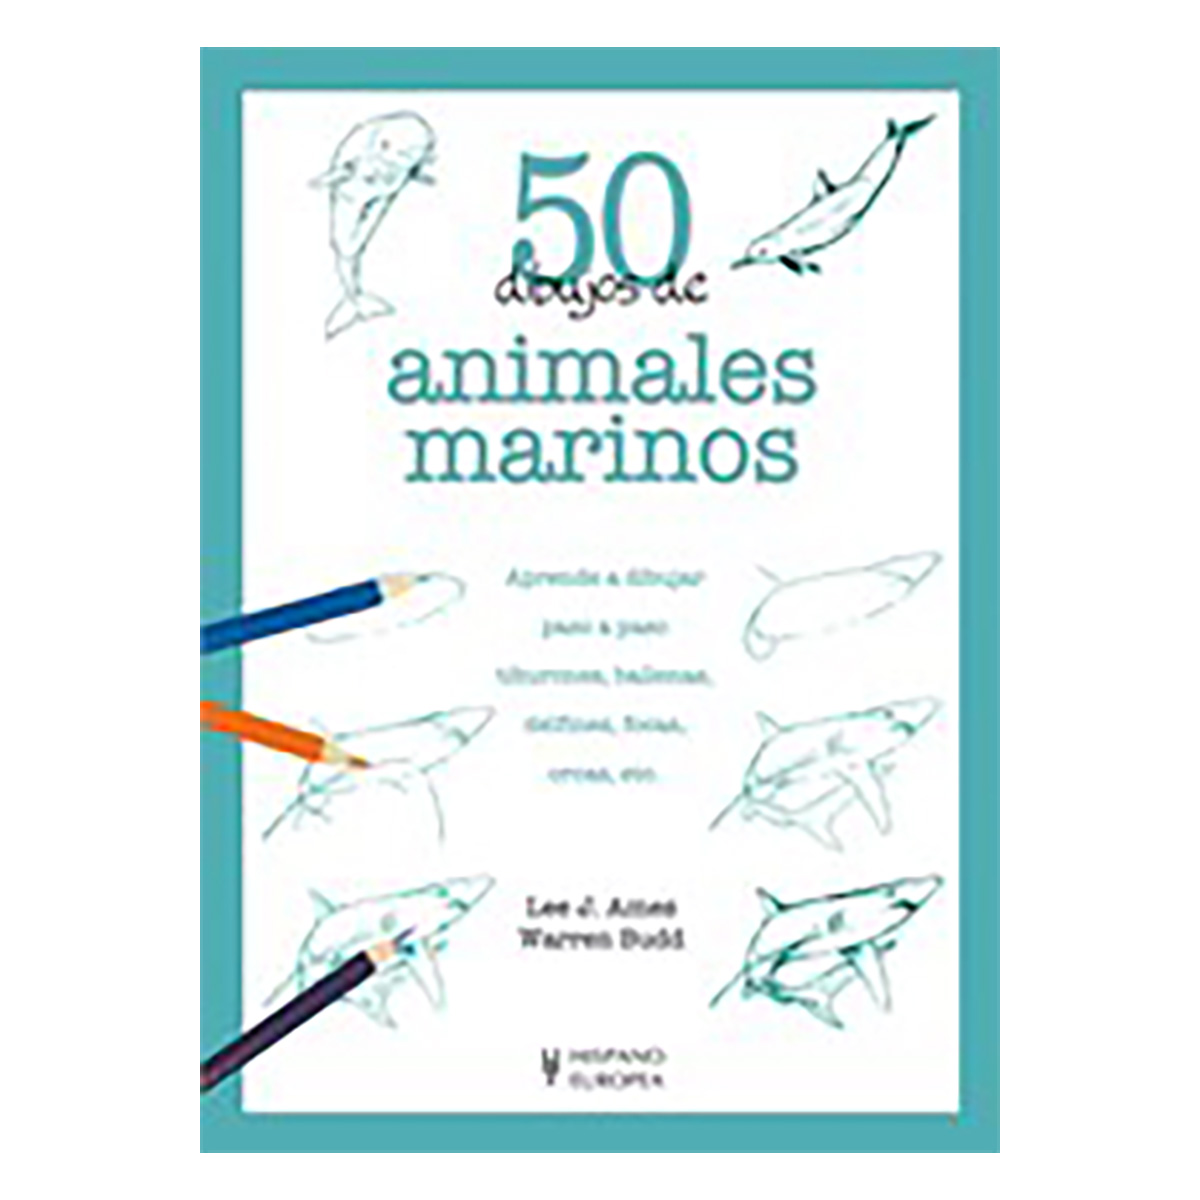 50
dibujos de
animales
marinos
Aprende a dibujar
paso a paso
tiburones, ballenas,
delfines, focas,
orcas, etc.
Lee J. Ames
Warren Budd
HISPANO
EUROPEA